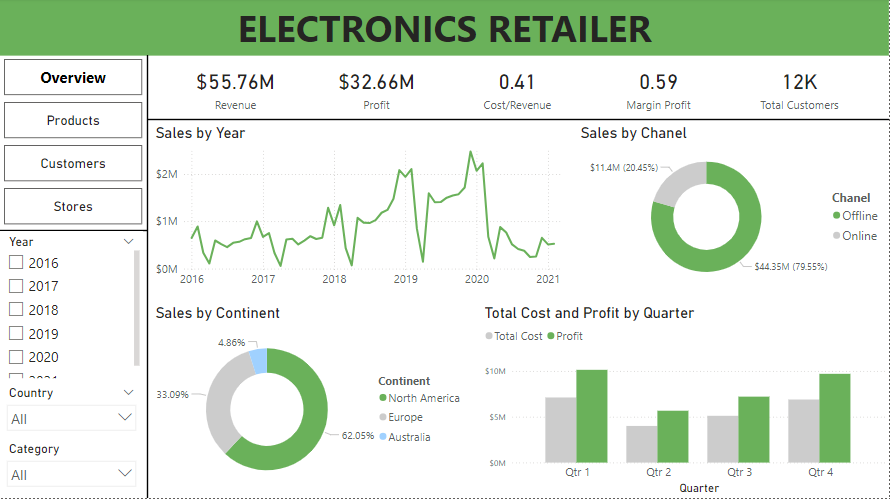 ELECTRONICS RETAILER
Overview
Products
Customers
Stores
$55.76M
Revenue
$32.66M
Profit
0.41
Cost/Revenue
0.59
Margin Profit
12K
Total Customers
Year
2016
2017
2018
2019
2020
2021
Country
All
Category
All
Sales by Year
$2M
$1M
$0M
2016 2017 2018 2019 2020 2021
Sales by Chanel
$11.4M (20.45%)
$44.35M (79.55%)
Chanel
Offline
Online
Sales by Continent
4.86%
33.09%
62.05%
Continent
North America
Europe
Australia
Total Cost and Profit by Quarter
Total Cost Profit
$10M
$5M
$0M
Qtr 1 Qtr 2 Qtr 3 Qtr 4
Quarter